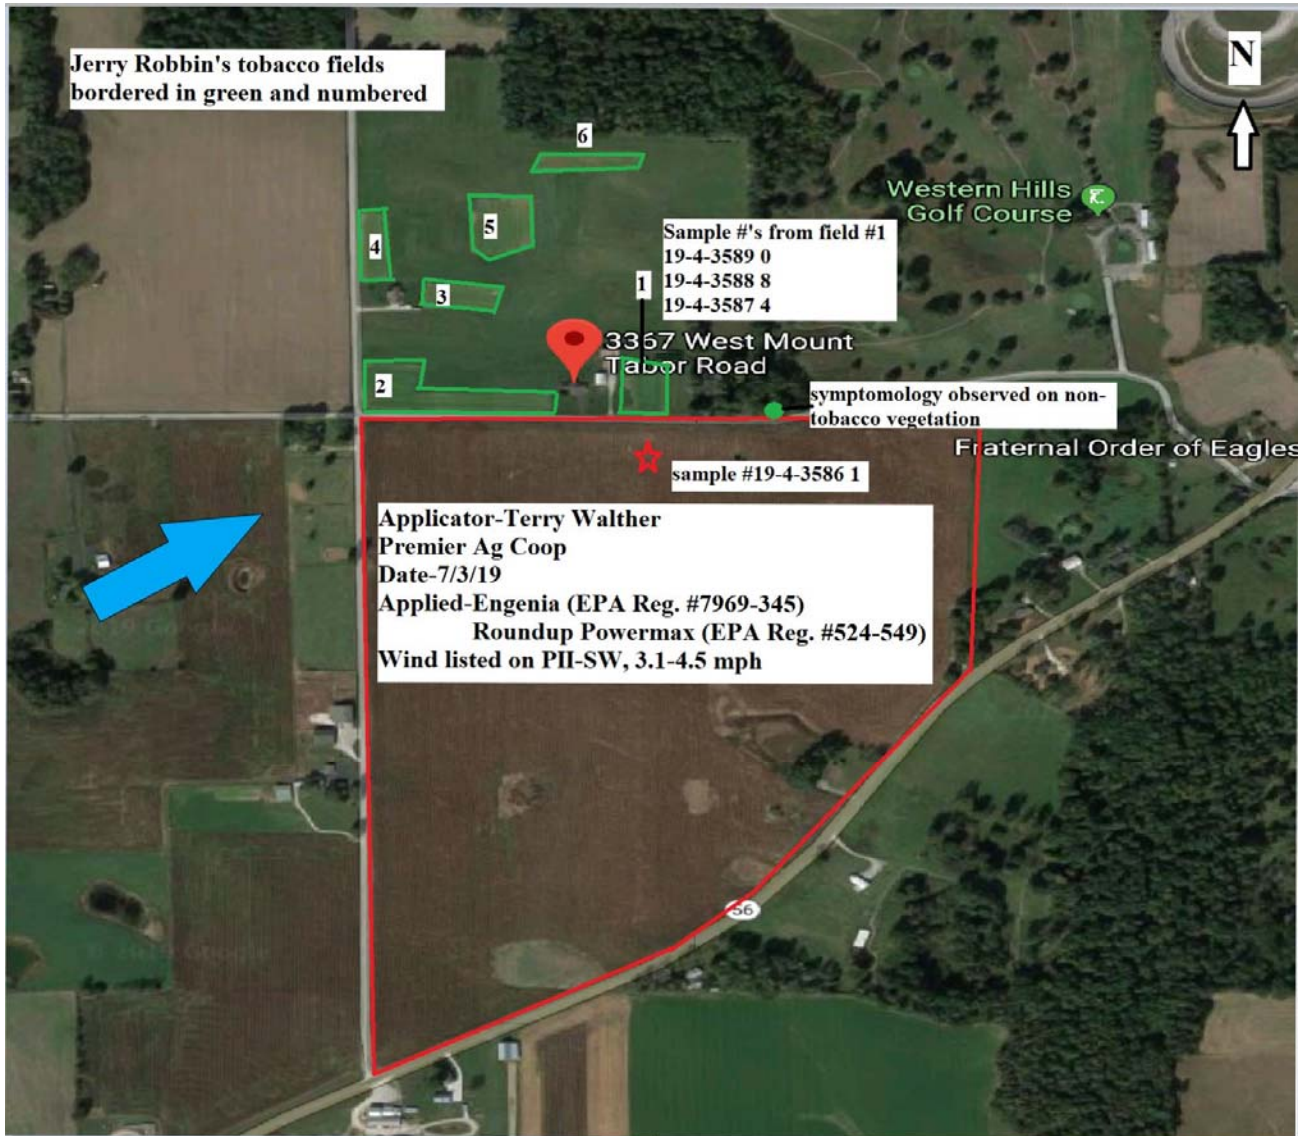 Jerry Robbin's tobacco fields
bordered in green and numbered
N
6
Western Hills
Golf Course
5
4
Sample #'s from field #1
19-4-3589 0
19-4-3588 8
19-4-3587 4
1
3
3367 West Mount
Tabor Road
2
symptomology observed on non-
tobacco vegetation
Fraternal Order of Eagles
sample #19-4-3586 1
Applicator-Terry Walther
Premier Ag Coop
Date-7/3/19
Applied-Engenia (EPA Reg. #7969-345)
Roundup Powermax (EPA Reg. #524-549)
Wind listed on PII-SW, 3.1-4.5 mph
56